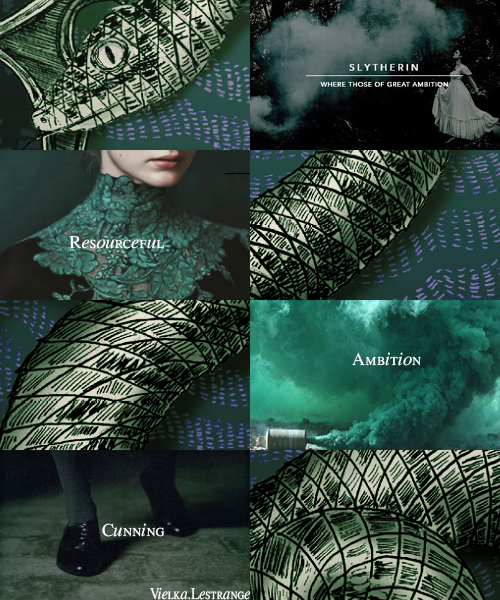 SLYTHERIN
WHERE THOSE OF GREAT AMBITION
Resourceful
Ambition
Cunning
Vielka.Lestrange